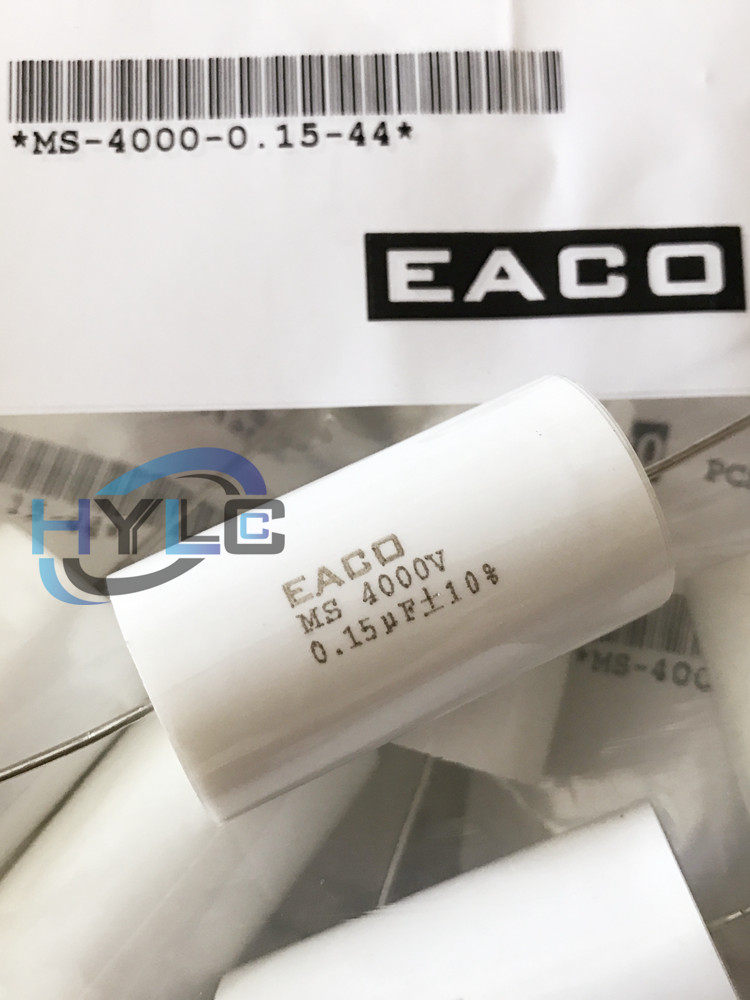 *MS-4000-0.15-44*
EACO
HYLC
EACO
MS 4000V
0.15µF±10%
*MS-400